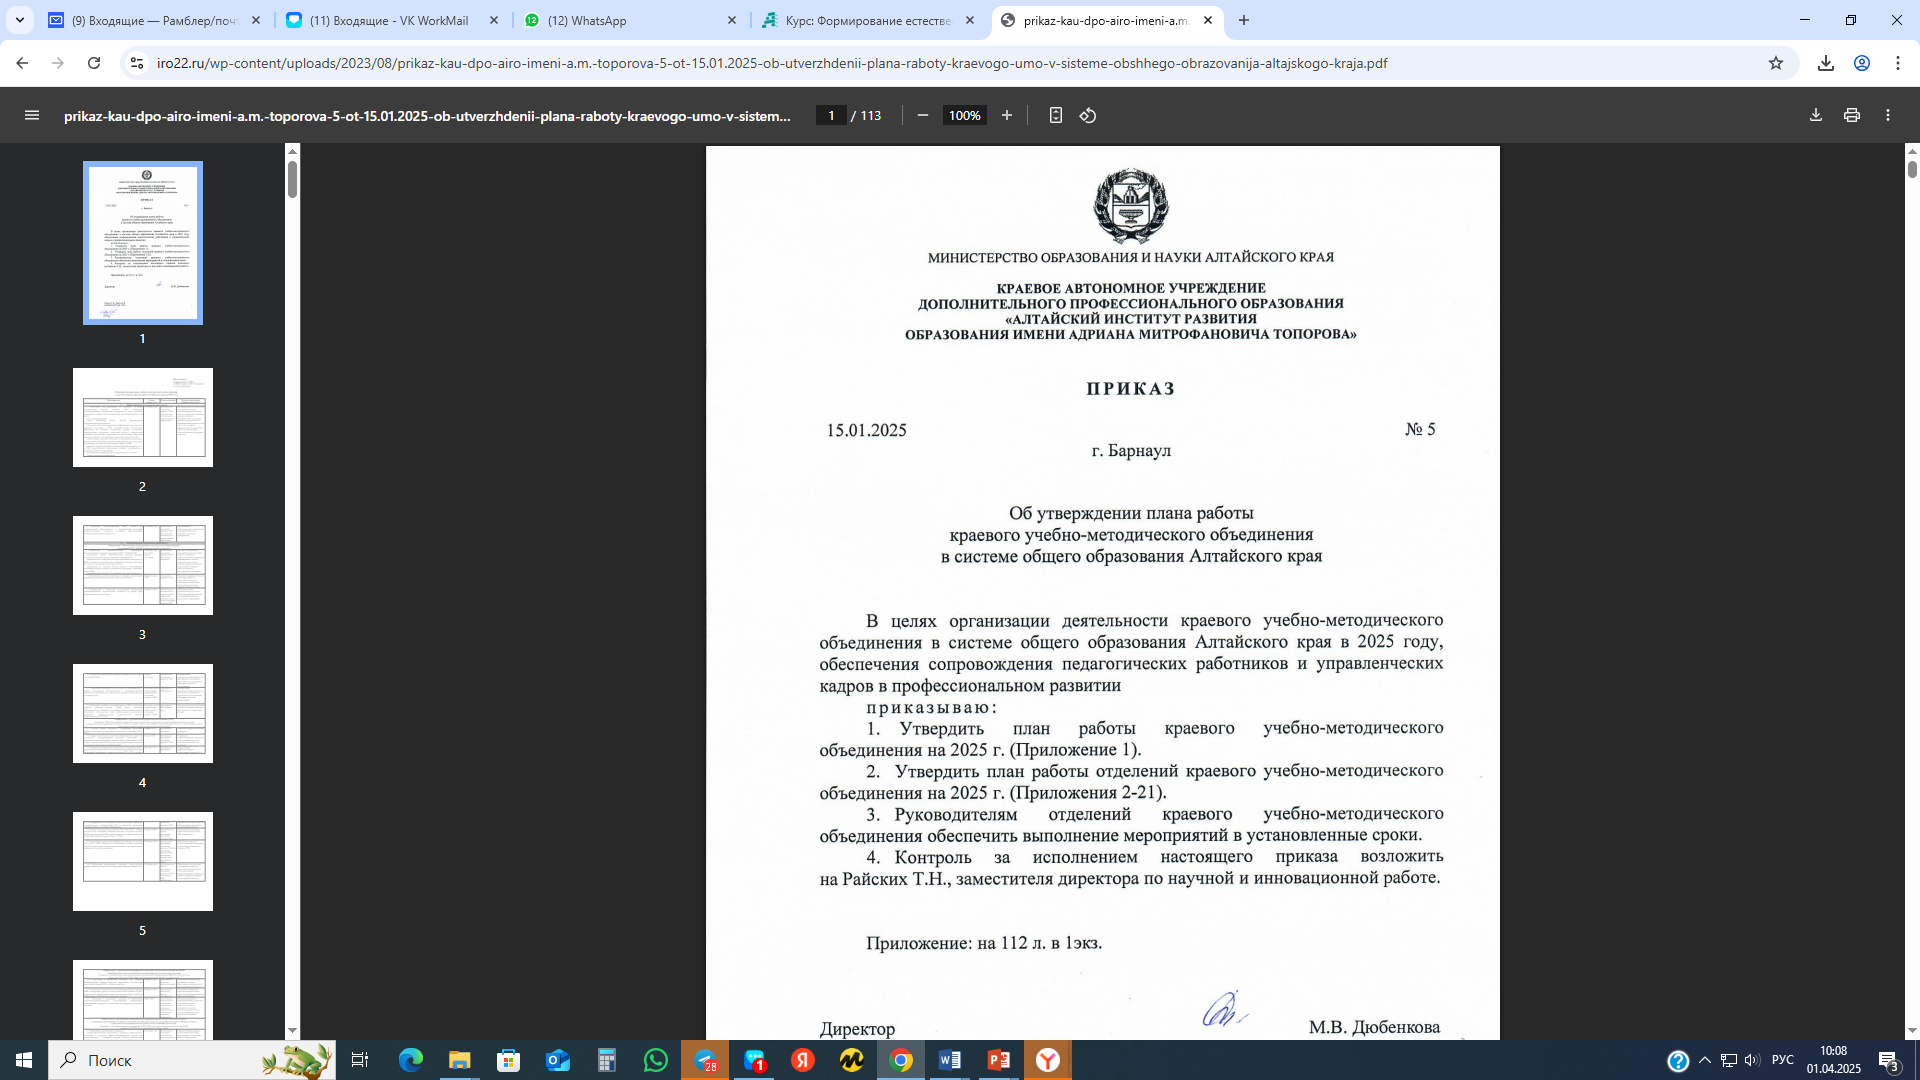 (9) Входящие — Рамблер/поч
(11) Входящие - VK WorkMail
(12) WhatsApp
Курс: Формирование естестве
prikaz-kau-dpo-airo-imeni-a.m.
iro22.ru/wp-content/uploads/2023/08/prikaz-kau-dpo-airo-imeni-a.m.-toporova-5-ot-15.01.2025-ob-utverzhdenii-plana-raboty-kraevogo-umo-v-sisteme-obshhego-obrazovanija-altajskogo-kraja.pdf
prikaz-kau-dpo-airo-imeni-a.m.-toporova-5-ot-15.01.2025-ob-utverzhdenii-plana-raboty-kraevogo-umo-v-sistem...
1 / 113
100%
1
2
3
4
5
МИНИСТЕРСТВО ОБРАЗОВАНИЯ И НАУКИ АЛТАЙСКОГО КРАЯ
КРАЕВОЕ АВТОНОМНОЕ УЧРЕЖДЕНИЕ
ДОПОЛНИТЕЛЬНОГО ПРОФЕССИОНАЛЬНОГО ОБРАЗОВАНИЯ
«АЛТАЙСКИЙ ИНСТИТУТ РАЗВИТИЯ
ОБРАЗОВАНИЯ ИМЕНИ АДРИАНА МИТРОФАНОВИЧА ТОПОРОВА»
ПРИКАЗ
15.01.2025
№ 5
г. Барнаул
Об утверждении плана работы
краевого учебно-методического объединения
в системе общего образования Алтайского края
В целях организации деятельности краевого учебно-методического
объединения в системе общего образования Алтайского края в 2025 году,
обеспечения сопровождения педагогических работников и управленческих
кадров в профессиональном развитии
приказываю:
1. Утвердить план работы краевого учебно-методического
объединения на 2025 г. (Приложение 1).
2. Утвердить план работы отделений краевого учебно-методического
объединения на 2025 г. (Приложения 2-21).
3. Руководителям отделений краевого учебно-методического
объединения обеспечить выполнение мероприятий в установленные сроки.
4. Контроль за исполнением настоящего приказа возложить
на Райских Т.Н., заместителя директора по научной и инновационной работе.
Приложение: на 112 л. в 1экз.
Директор
М.В. Дюбенкова
Поиск
28
1
РУС
10:08
01.04.2025
3